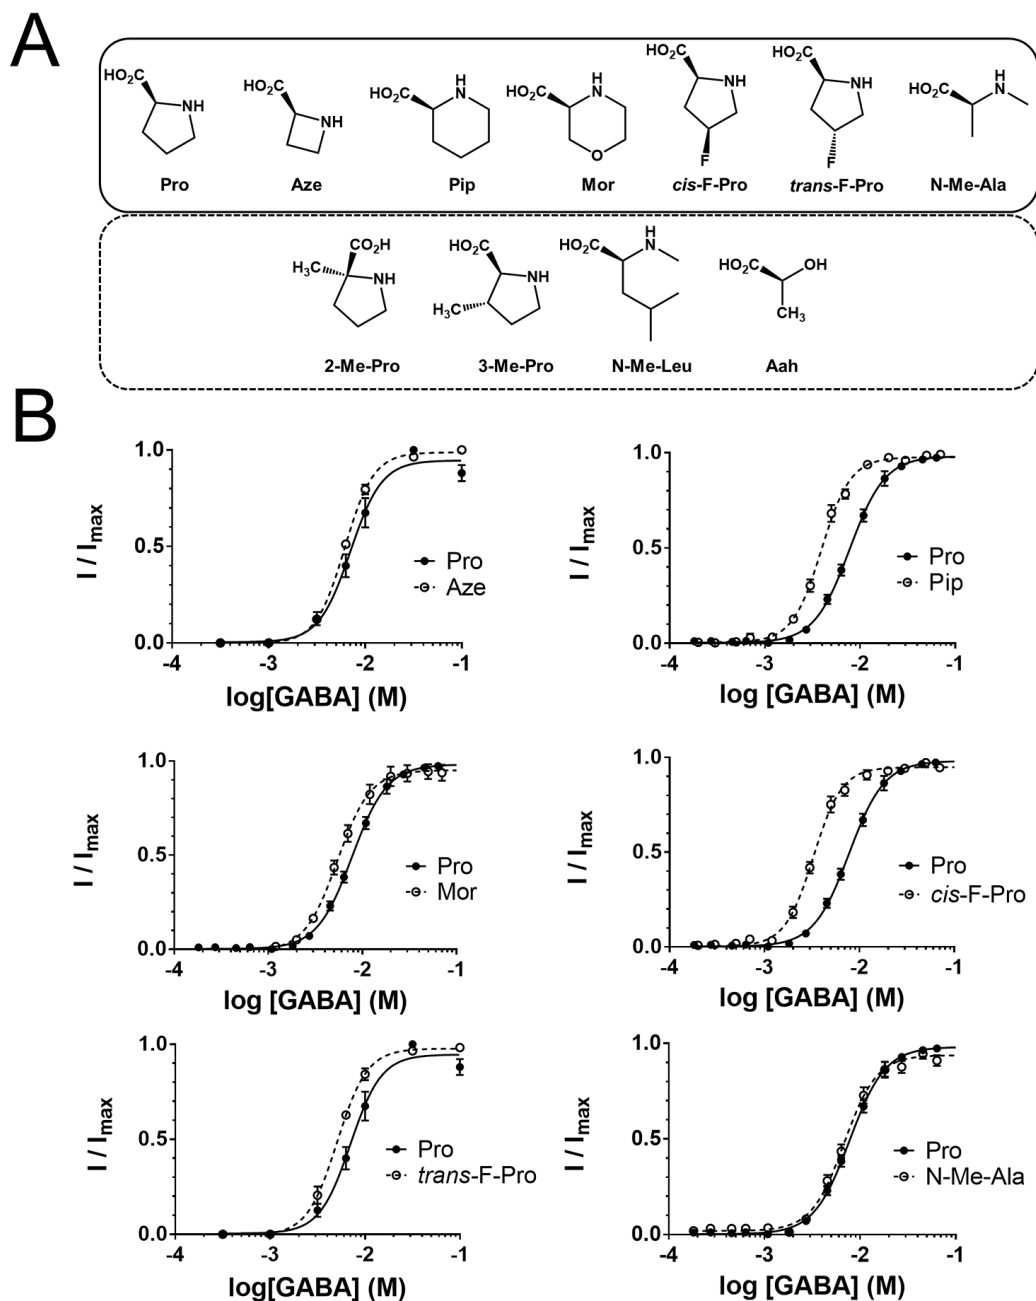 A
HO₂C NH
Pro
HO₂C NH
Aze
HO₂C H N
Pip
HO₂C H N O
Mor
HO₂C NH F
cis-F-Pro
HO₂C NH F
trans-F-Pro
HO₂C H N
N-Me-Ala
CO₂H H₃C NH
2-Me-Pro
HO₂C NH H₃C
3-Me-Pro
HO₂C H N
N-Me-Leu
HO₂C OH CH₃
Aah
B
I / Imax
1.0
0.5
0.0
-4 -3 -2 -1
log[GABA] (M)
Pro
Aze
I / Imax
1.0
0.5
0.0
-4 -3 -2 -1
log [GABA] (M)
Pro
Pip
I / Imax
1.0
0.5
0.0
-4 -3 -2 -1
log [GABA] (M)
Pro
Mor
I / Imax
1.0
0.5
0.0
-4 -3 -2 -1
log [GABA] (M)
Pro
cis-F-Pro
I / Imax
1.0
0.5
0.0
-4 -3 -2 -1
log[GABA] (M)
Pro
trans-F-Pro
I / Imax
1.0
0.5
0.0
-4 -3 -2 -1
log [GABA] (M)
Pro
N-Me-Ala